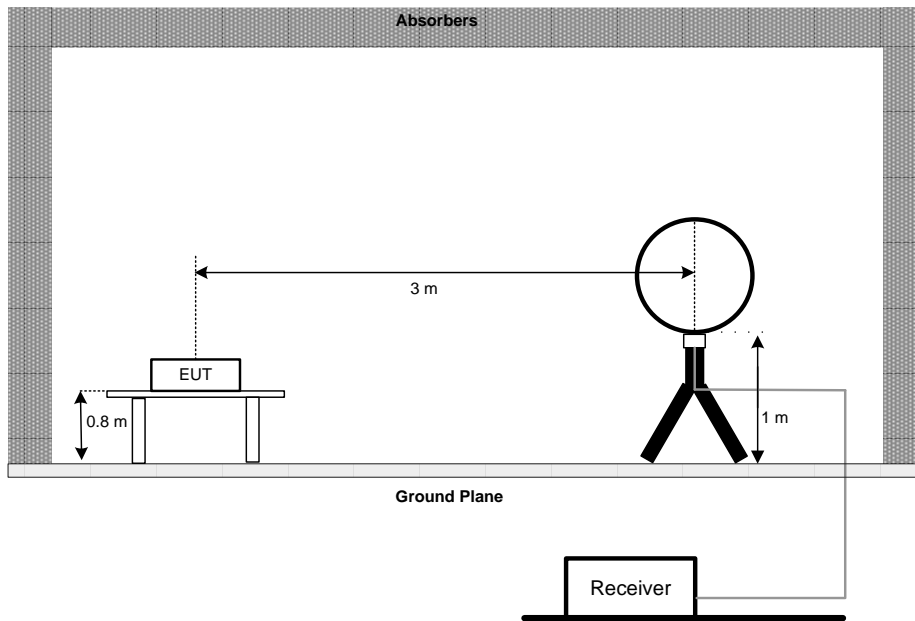 Absorbers
3 m
EUT
0.8 m
1 m
Ground Plane
Receiver